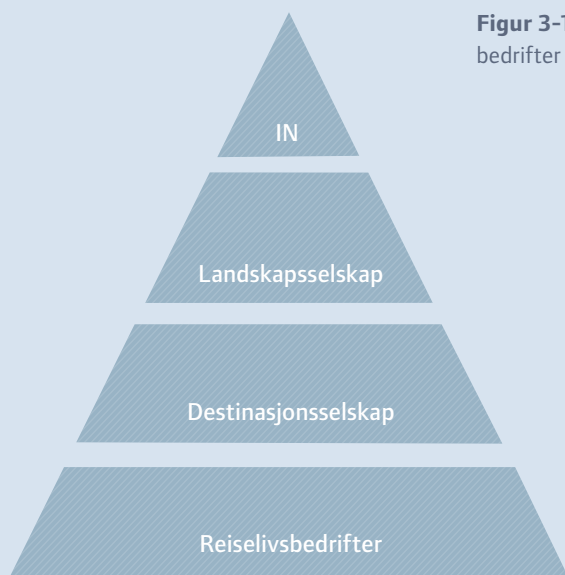 Figur 3-1
bedrifter
IN
Landskapsselskap
Destinasjonsselskap
Reiselivsbedrifter